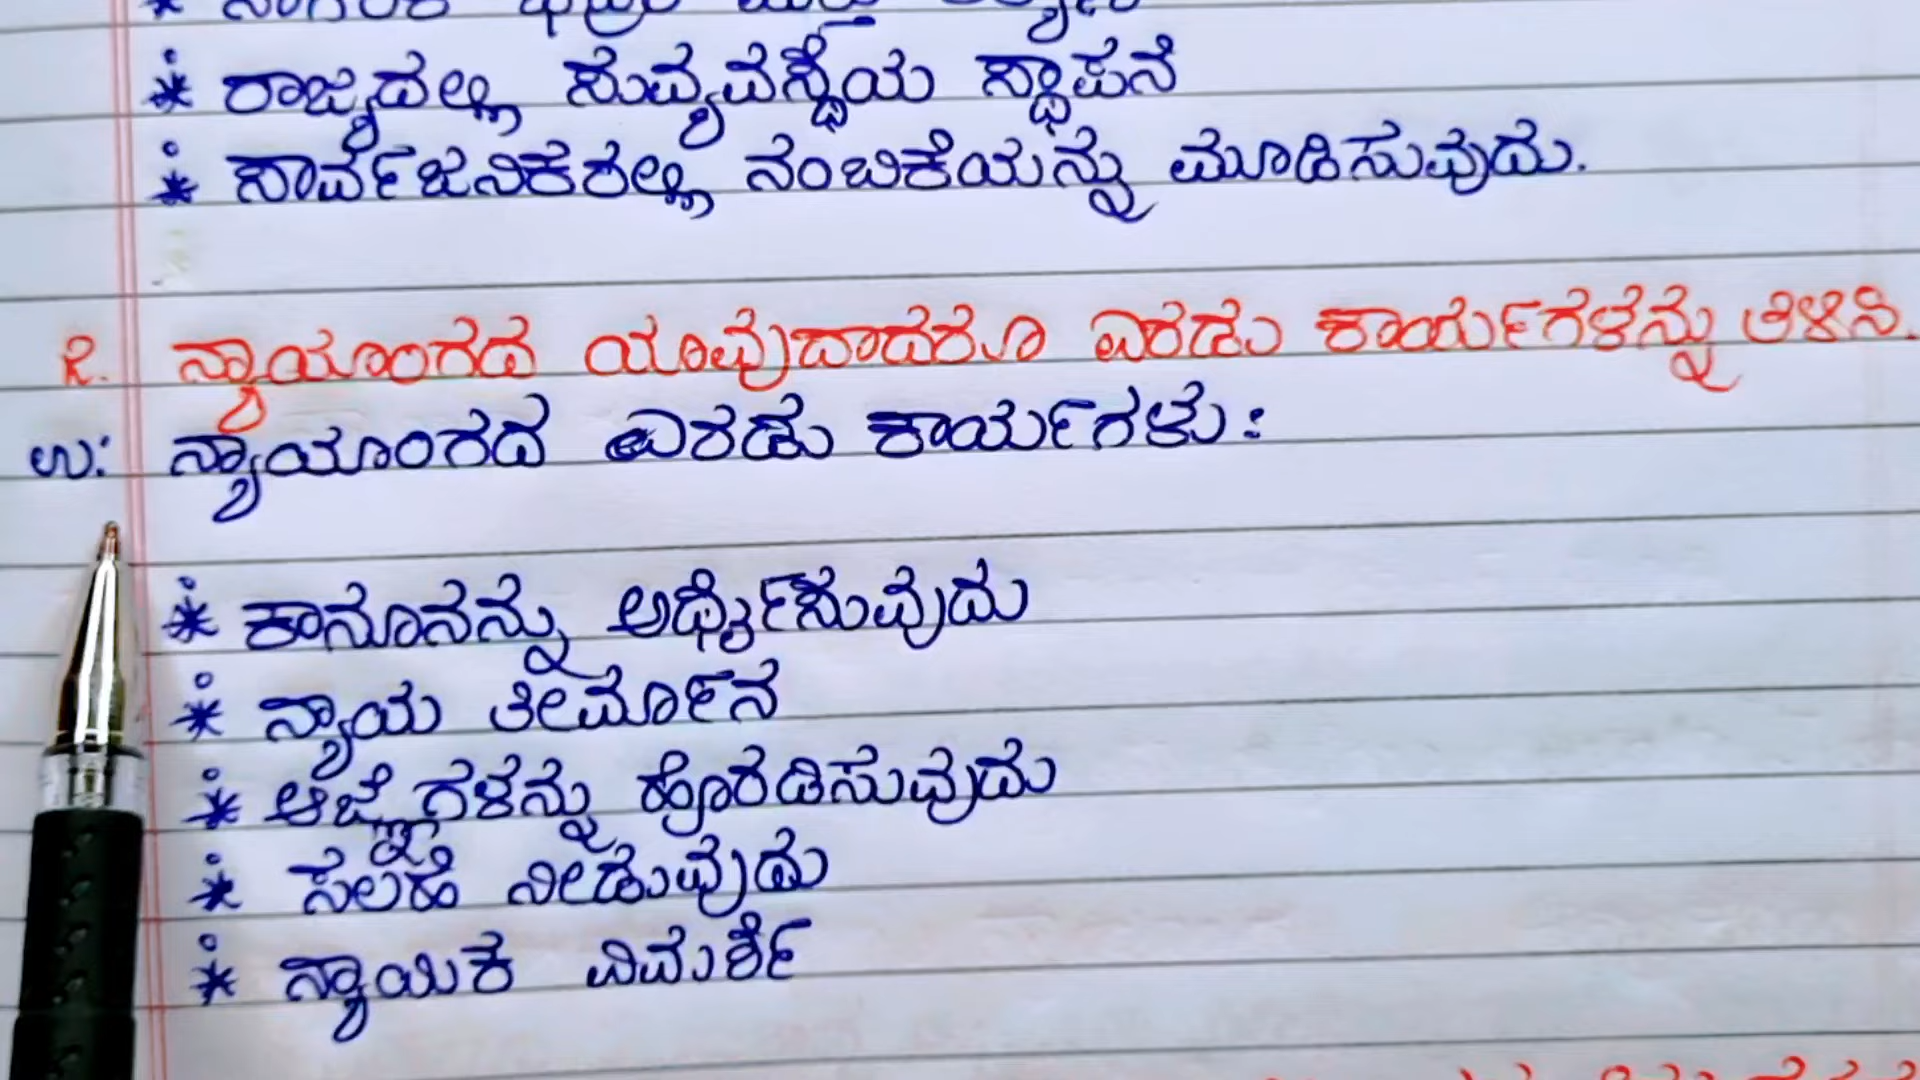 * ರಾಜ್ಯದಲ್ಲಿ ಸುವ್ಯವಸ್ಥೆಯ ಸ್ಥಾಪನೆ
* ಸಾರ್ವಜನಿಕರಲ್ಲಿ ನಂಬಿಕೆಯನ್ನು ಮೂಡಿಸುವುದು.
೭. ನ್ಯಾಯಾಂಗದ ಯಾವುದಾದರೂ ಎರಡು ಕಾರ್ಯಗಳನ್ನು ತಿಳಿಸಿ.
ಉ: ನ್ಯಾಯಾಂಗದ ಎರಡು ಕಾರ್ಯಗಳು :
* ಕಾನೂನನ್ನು ಅರ್ಥೈಸುವುದು
* ನ್ಯಾಯ ತೀರ್ಮಾನ
* ಆಜ್ಞೆಗಳನ್ನು ಹೊರಡಿಸುವುದು
* ಸಲಹೆ ನೀಡುವುದು
* ನ್ಯಾಯಿಕ ವಿಮರ್ಶೆ